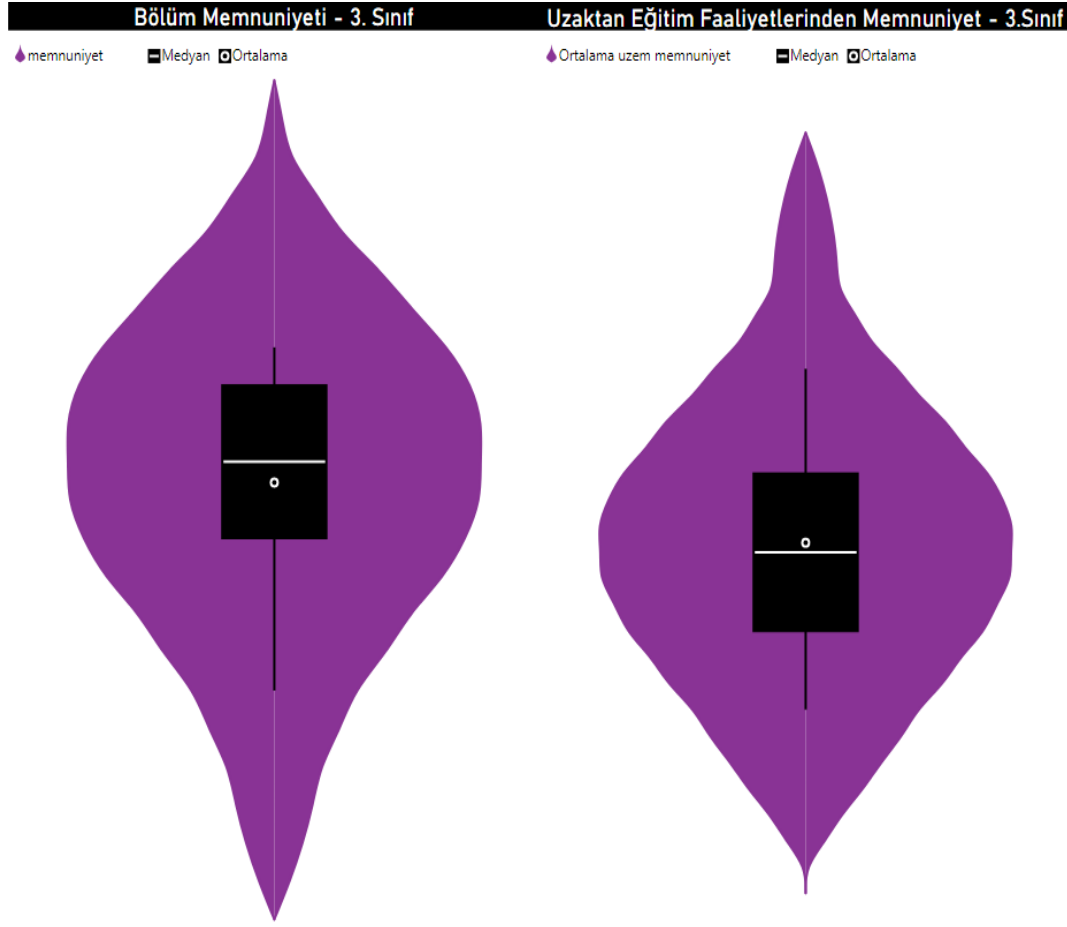 Bölüm Memnuniyeti - 3. Sınıf
memnuniyet Medyan Ortalama
Uzaktan Eğitim Faaliyetlerinden Memnuniyet - 3.Sınıf
Ortalama uzem memnuniyet Medyan Ortalama